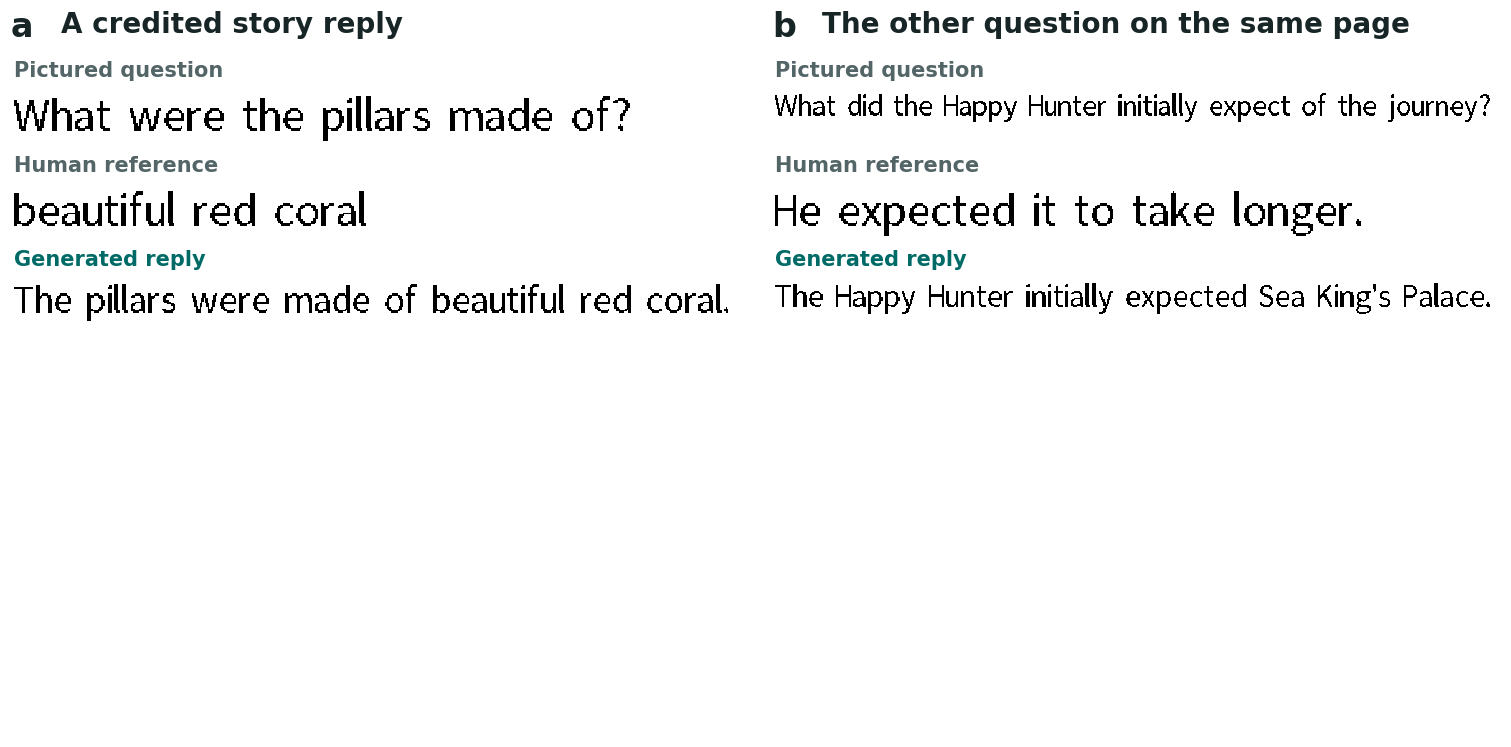 a A credited story reply
Pictured question
What were the pillars made of?
Human reference
beautiful red coral
Generated reply
The pillars were made of beautiful red coral.
b The other question on the same page
Pictured question
What did the Happy Hunter initially expect of the journey?
Human reference
He expected it to take longer.
Generated reply
The Happy Hunter initially expected Sea King's Palace.